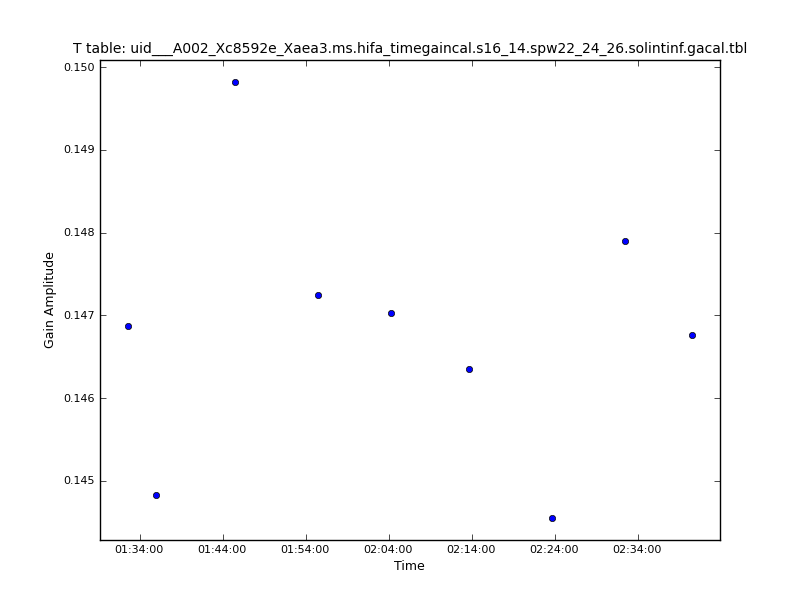 T table: uid___A002_Xc8592e_Xaea3.ms.hifa_timegaincal.s16_14.spw22_24_26.solintinf.gacal.tbl
0.150
0.149
0.148
0.147
0.146
0.145
Gain Amplitude
01:34:00 01:44:00 01:54:00 02:04:00 02:14:00 02:24:00 02:34:00
Time